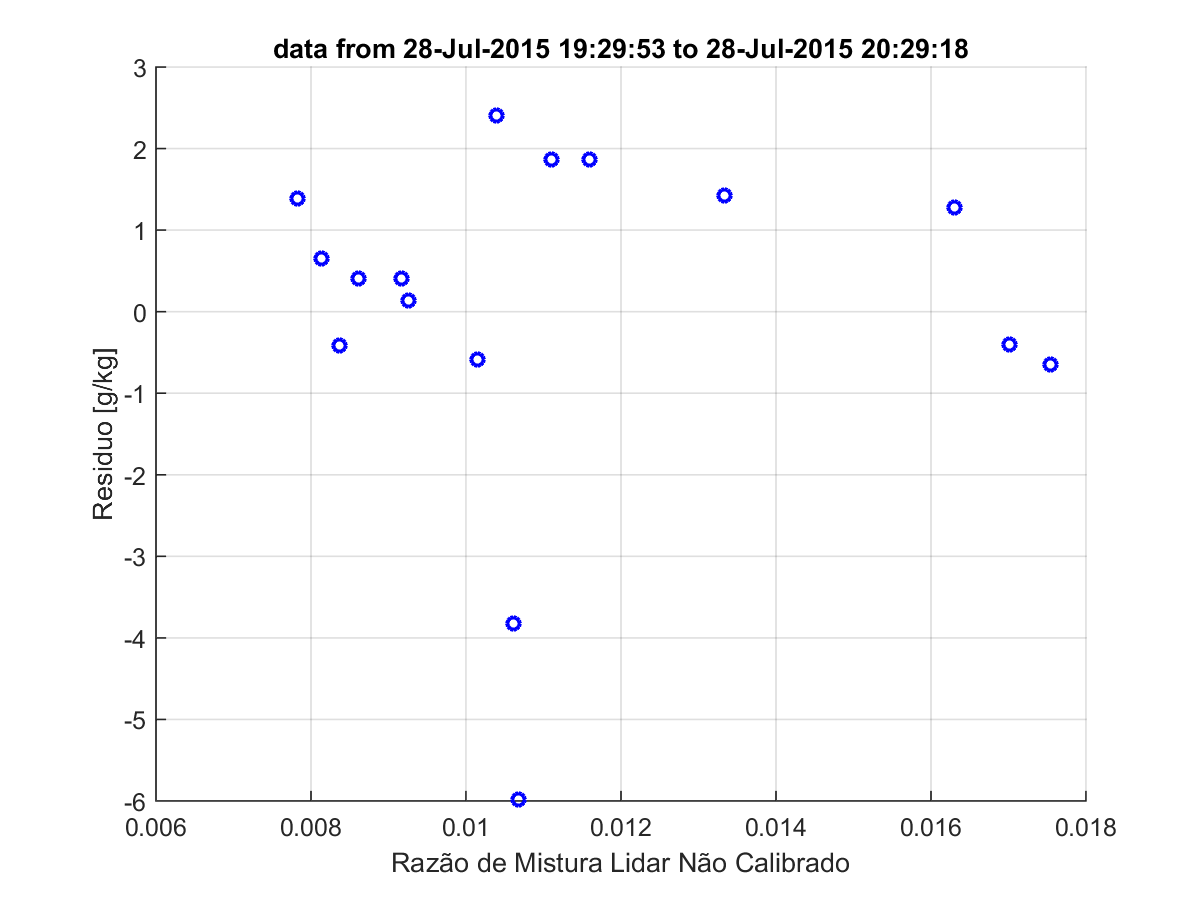 data from 28-Jul-2015 19:29:53 to 28-Jul-2015 20:29:18
3
2
1
0
-1
-2
-3
-4
-5
-6
Residuo [g/kg]
0.006 0.008 0.01 0.012 0.014 0.016 0.018
Razão de Mistura Lidar Não Calibrado